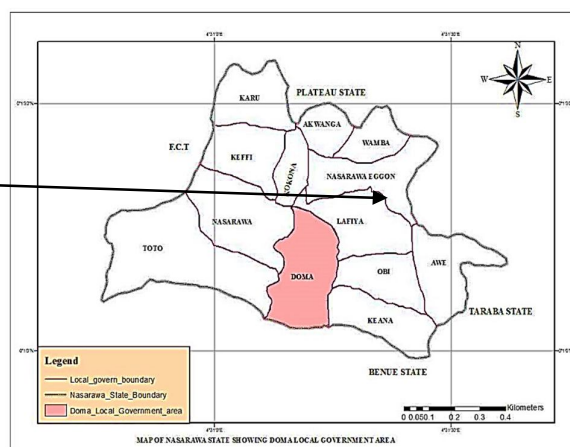 N
W E
S
PLATEAU STATE
KARU
AKWANGA
WAMBA
F.C.T
KEFFI
KOKONA
NASARAWA EGGON
NASARAWA
LAFIYA
TOTO
DOMA
OBI
AWE
KEANA
TARABA STATE
BENUE STATE
Legend
Local_govern_boundary
Nasarawa_State_Boundary
Doma_Local_Government_area
Kilometers
0 0.05 0.1 0.2 0.3 0.4
MAP OF NASARAWA STATE SHOWING DOMA LOCAL GOVERNMENT AREA